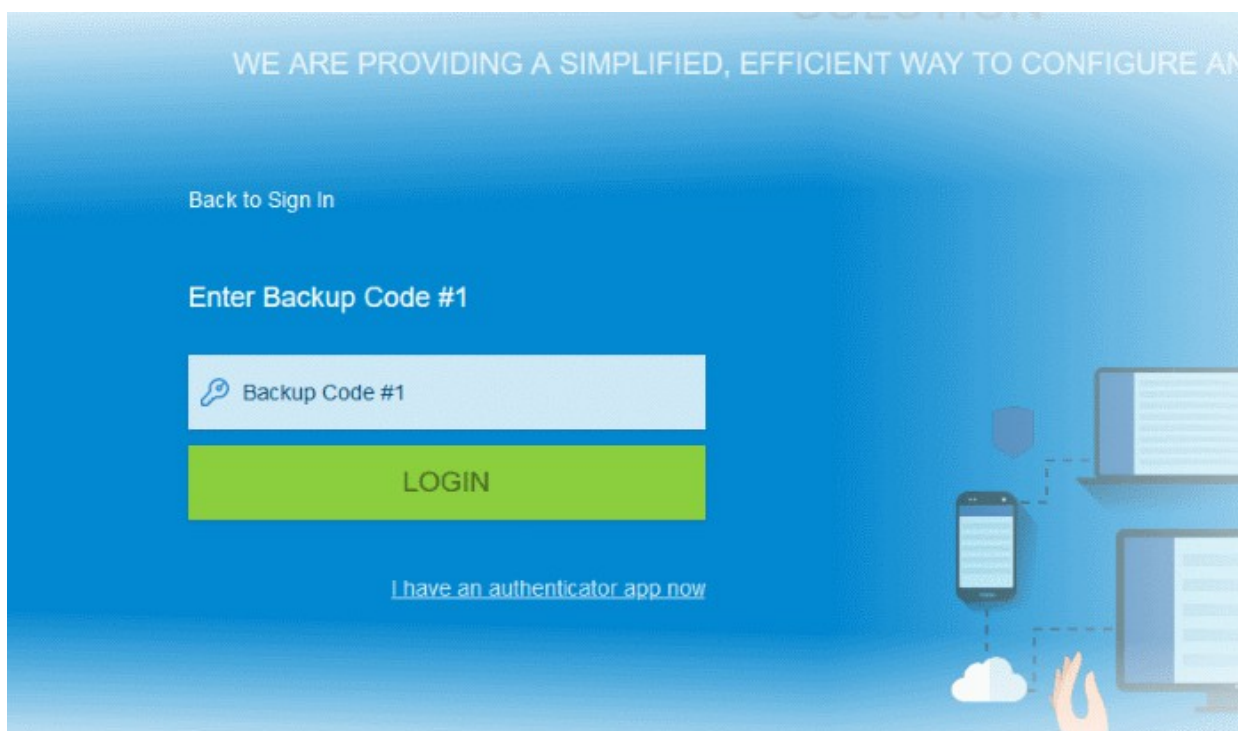 WE ARE PROVIDING A SIMPLIFIED, EFFICIENT WAY TO CONFIGURE
Back to Sign In
Enter Backup Code #1
Backup Code #1
LOGIN
I have an authenticator app now